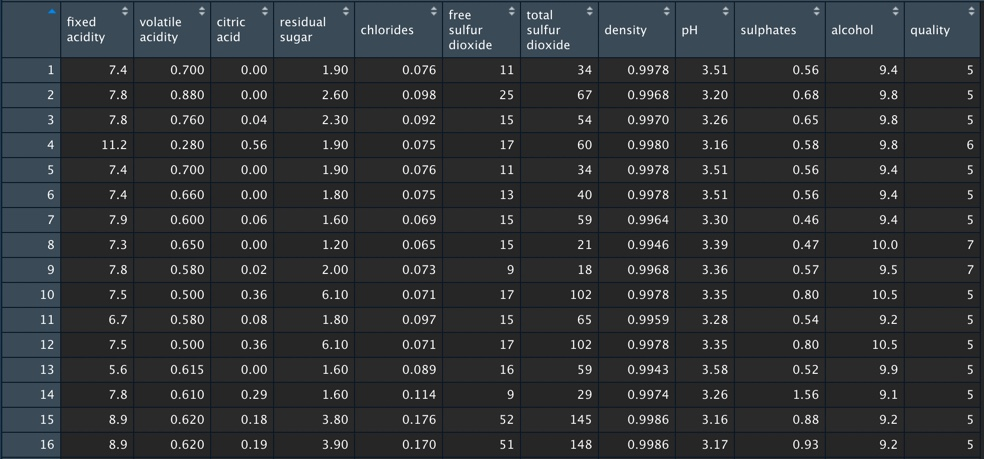 fixed acidity volatile acidity citric acid residual sugar chlorides free sulfur dioxide total sulfur dioxide density pH sulphates alcohol quality
1 7.4 0.700 0.00 1.90 0.076 11 34 0.9978 3.51 0.56 9.4 5
2 7.8 0.880 0.00 2.60 0.098 25 67 0.9968 3.20 0.68 9.8 5
3 7.8 0.760 0.04 2.30 0.092 15 54 0.9970 3.26 0.65 9.8 5
4 11.2 0.280 0.56 1.90 0.075 17 60 0.9980 3.16 0.58 9.8 6
5 7.4 0.700 0.00 1.90 0.076 11 34 0.9978 3.51 0.56 9.4 5
6 7.4 0.660 0.00 1.80 0.075 13 40 0.9978 3.51 0.56 9.4 5
7 7.9 0.600 0.06 1.60 0.069 15 59 0.9964 3.30 0.46 9.4 5
8 7.3 0.650 0.00 1.20 0.065 15 21 0.9946 3.39 0.47 10.0 7
9 7.8 0.580 0.02 2.00 0.073 9 18 0.9968 3.36 0.57 9.5 7
10 7.5 0.500 0.36 6.10 0.071 17 102 0.9978 3.35 0.80 10.5 5
11 6.7 0.580 0.08 1.80 0.097 15 65 0.9959 3.28 0.54 9.2 5
12 7.5 0.500 0.36 6.10 0.071 17 102 0.9978 3.35 0.80 10.5 5
13 5.6 0.615 0.00 1.60 0.089 16 59 0.9943 3.58 0.52 9.9 5
14 7.8 0.610 0.29 1.60 0.114 9 29 0.9974 3.26 1.56 9.1 5
15 8.9 0.620 0.18 3.80 0.176 52 145 0.9986 3.16 0.88 9.2 5
16 8.9 0.620 0.19 3.90 0.170 51 148 0.9986 3.17 0.93 9.2 5